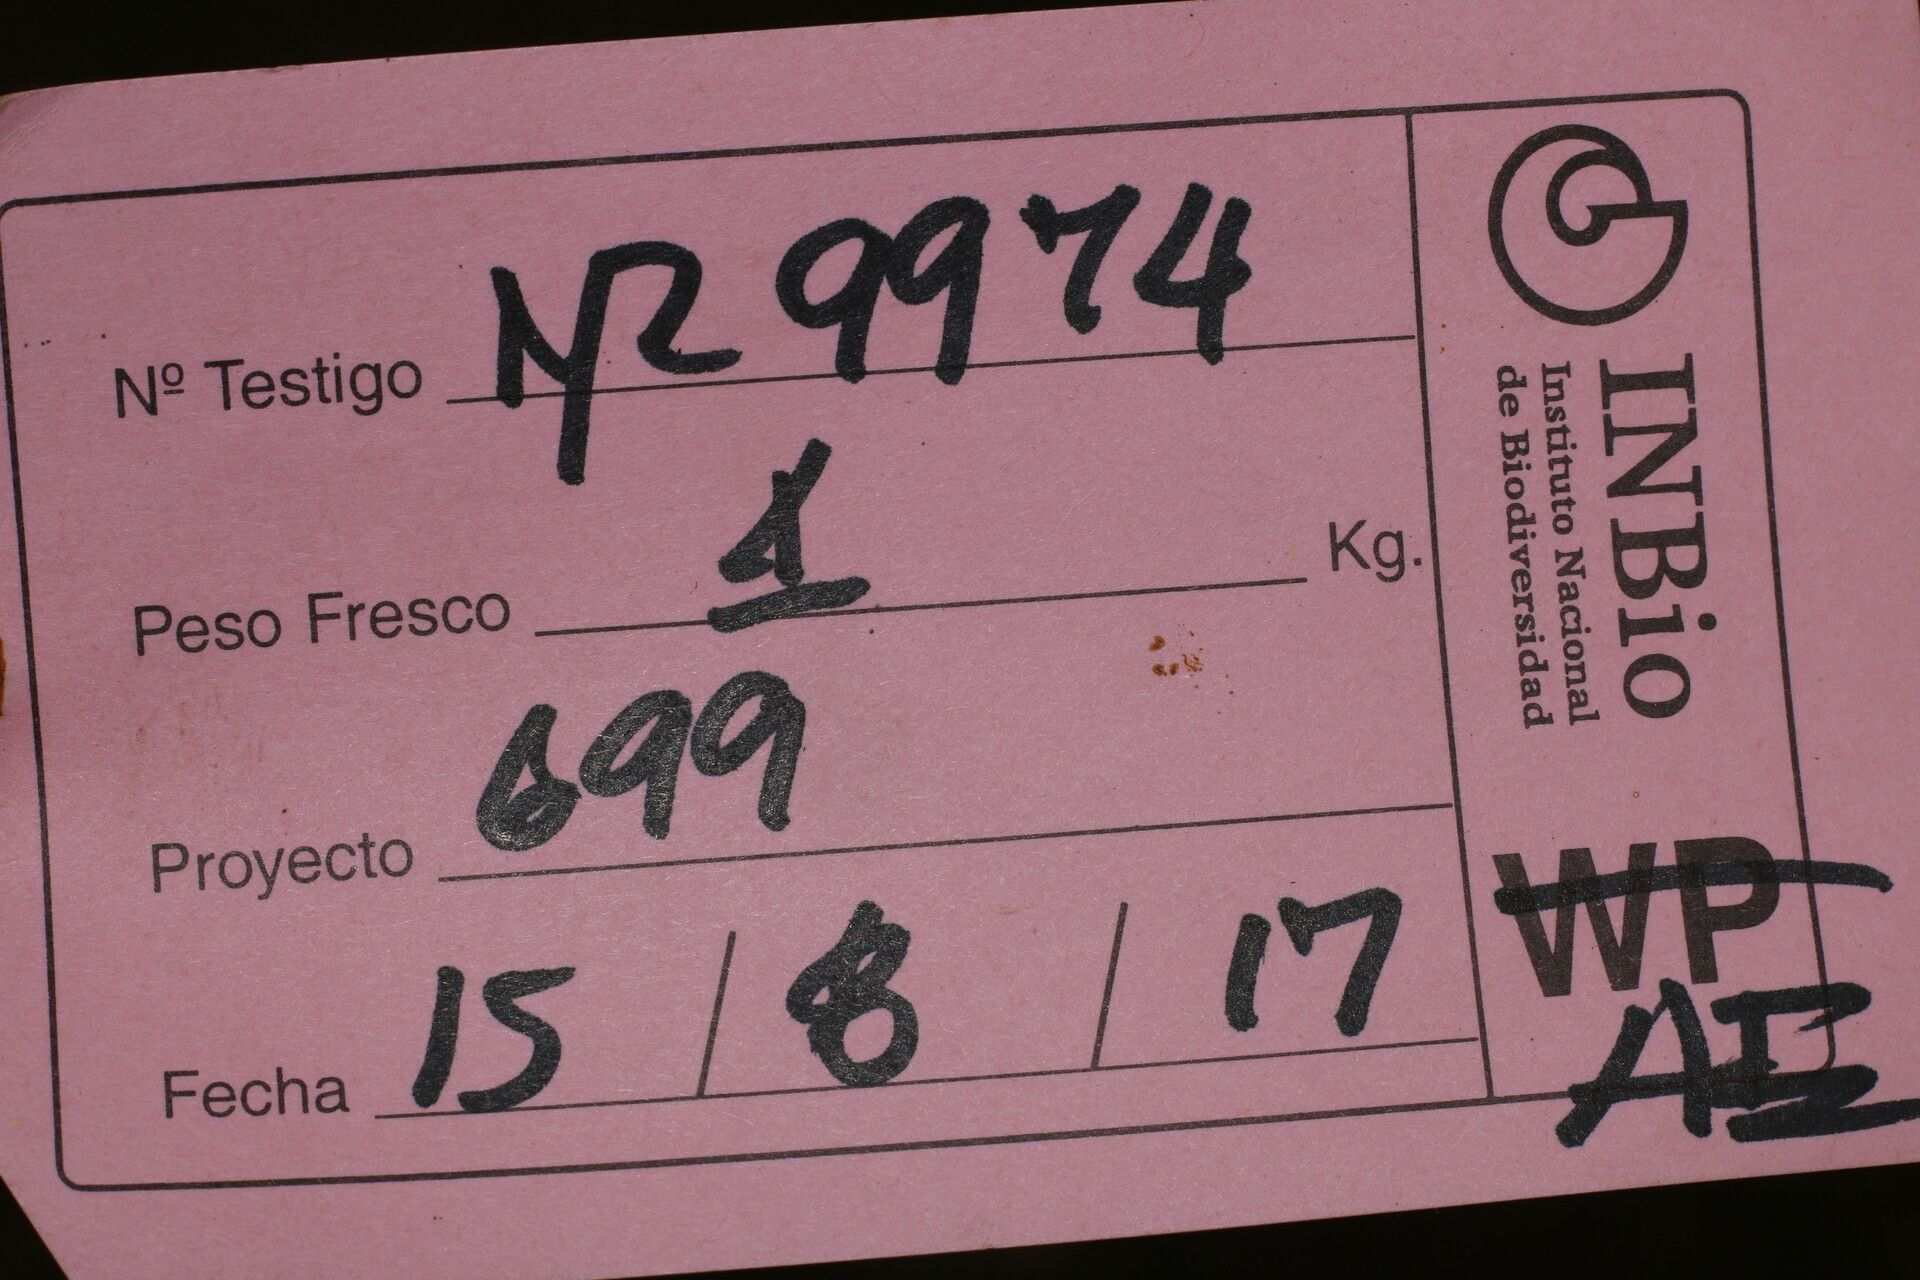 Nº Testigo NR 9974
Peso Fresco 1 Kg.
Proyecto 699
Fecha 15 / 8 / 17
INBio
Instituto Nacional
de Biodiversidad
WP